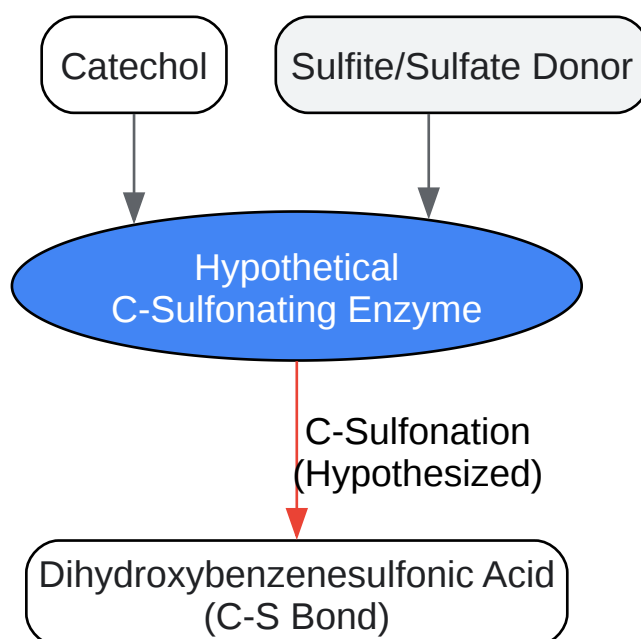 Catechol
Sulfite/Sulfate Donor
Hypothetical
C-Sulfonating Enzyme
C-Sulfonation
(Hypothesized)
Dihydroxybenzenesulfonic Acid
(C-S Bond)